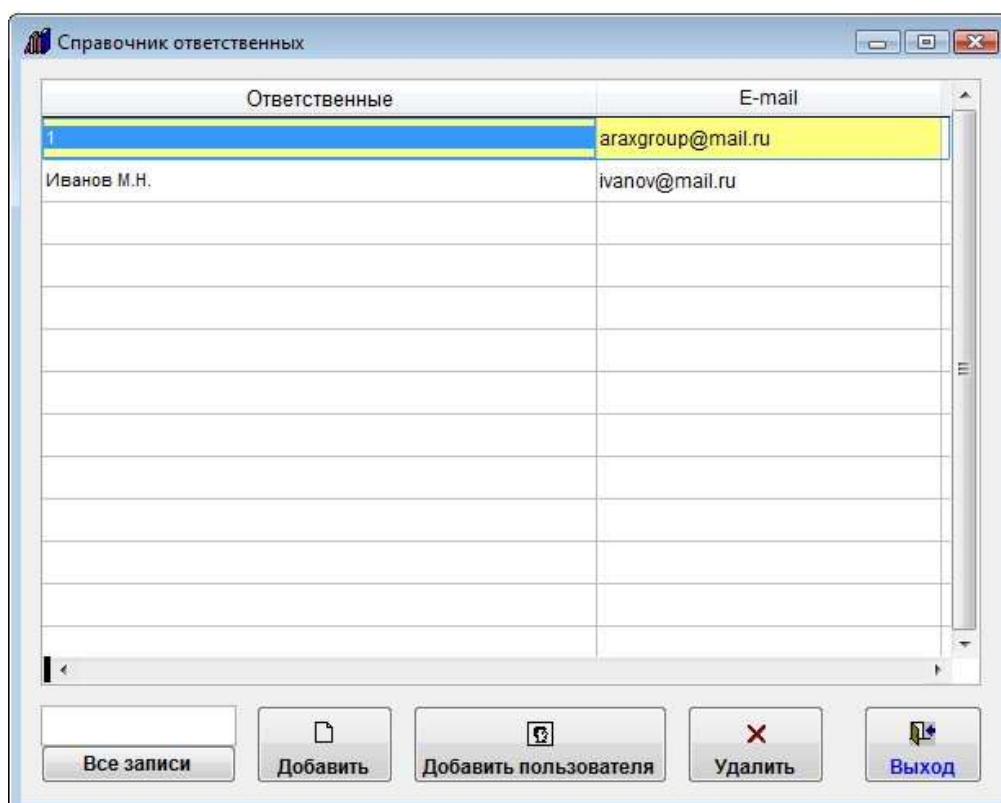 Справочник ответственных
Ответственные E-mail
1 araxgroup@mail.ru
Иванов М.Н. ivanov@mail.ru
Все записи Добавить Добавить пользователя Удалить Выход